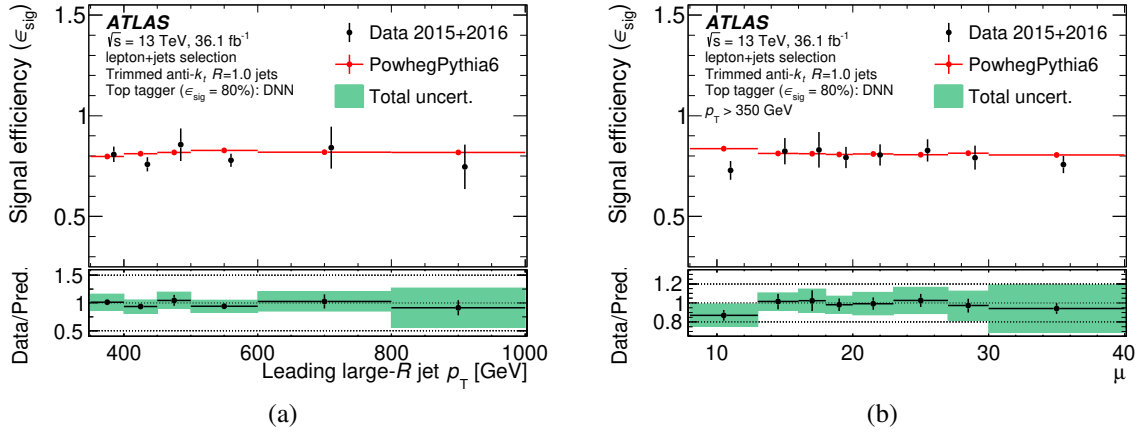 Signal efficiency (ϵsig)
1.5
1
0.5
ATLAS
√s = 13 TeV, 36.1 fb-1
lepton+jets selection
Trimmed anti-kt R=1.0 jets
Top tagger (ϵsig = 80%): DNN
Data 2015+2016
PowhegPythia6
Total uncert.
Data/Pred.
1.5
1
0.5
400 600 800 1000
Leading large-R jet pT [GeV]
(a)
Signal efficiency (ϵsig)
1.5
1
0.5
ATLAS
√s = 13 TeV, 36.1 fb-1
lepton+jets selection
Trimmed anti-kt R=1.0 jets
Top tagger (ϵsig = 80%): DNN
pT > 350 GeV
Data 2015+2016
PowhegPythia6
Total uncert.
Data/Pred.
1.2
1
0.8
10 20 30 40
μ
(b)